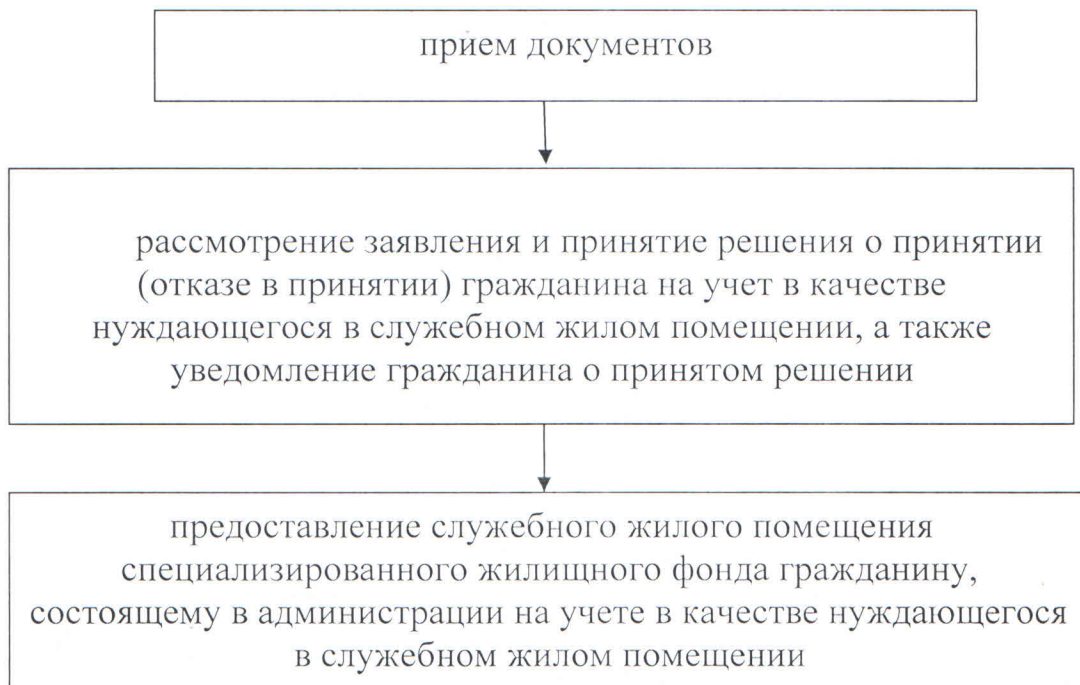 прием документов
рассмотрение заявления и принятие решения о принятии
(отказе в принятии) гражданина на учет в качестве
нуждающегося в служебном жилом помещении, а также
уведомление гражданина о принятом решении
предоставление служебного жилого помещения
специализированного жилищного фонда гражданину,
состоящему в администрации на учете в качестве нуждающегося
в служебном жилом помещении